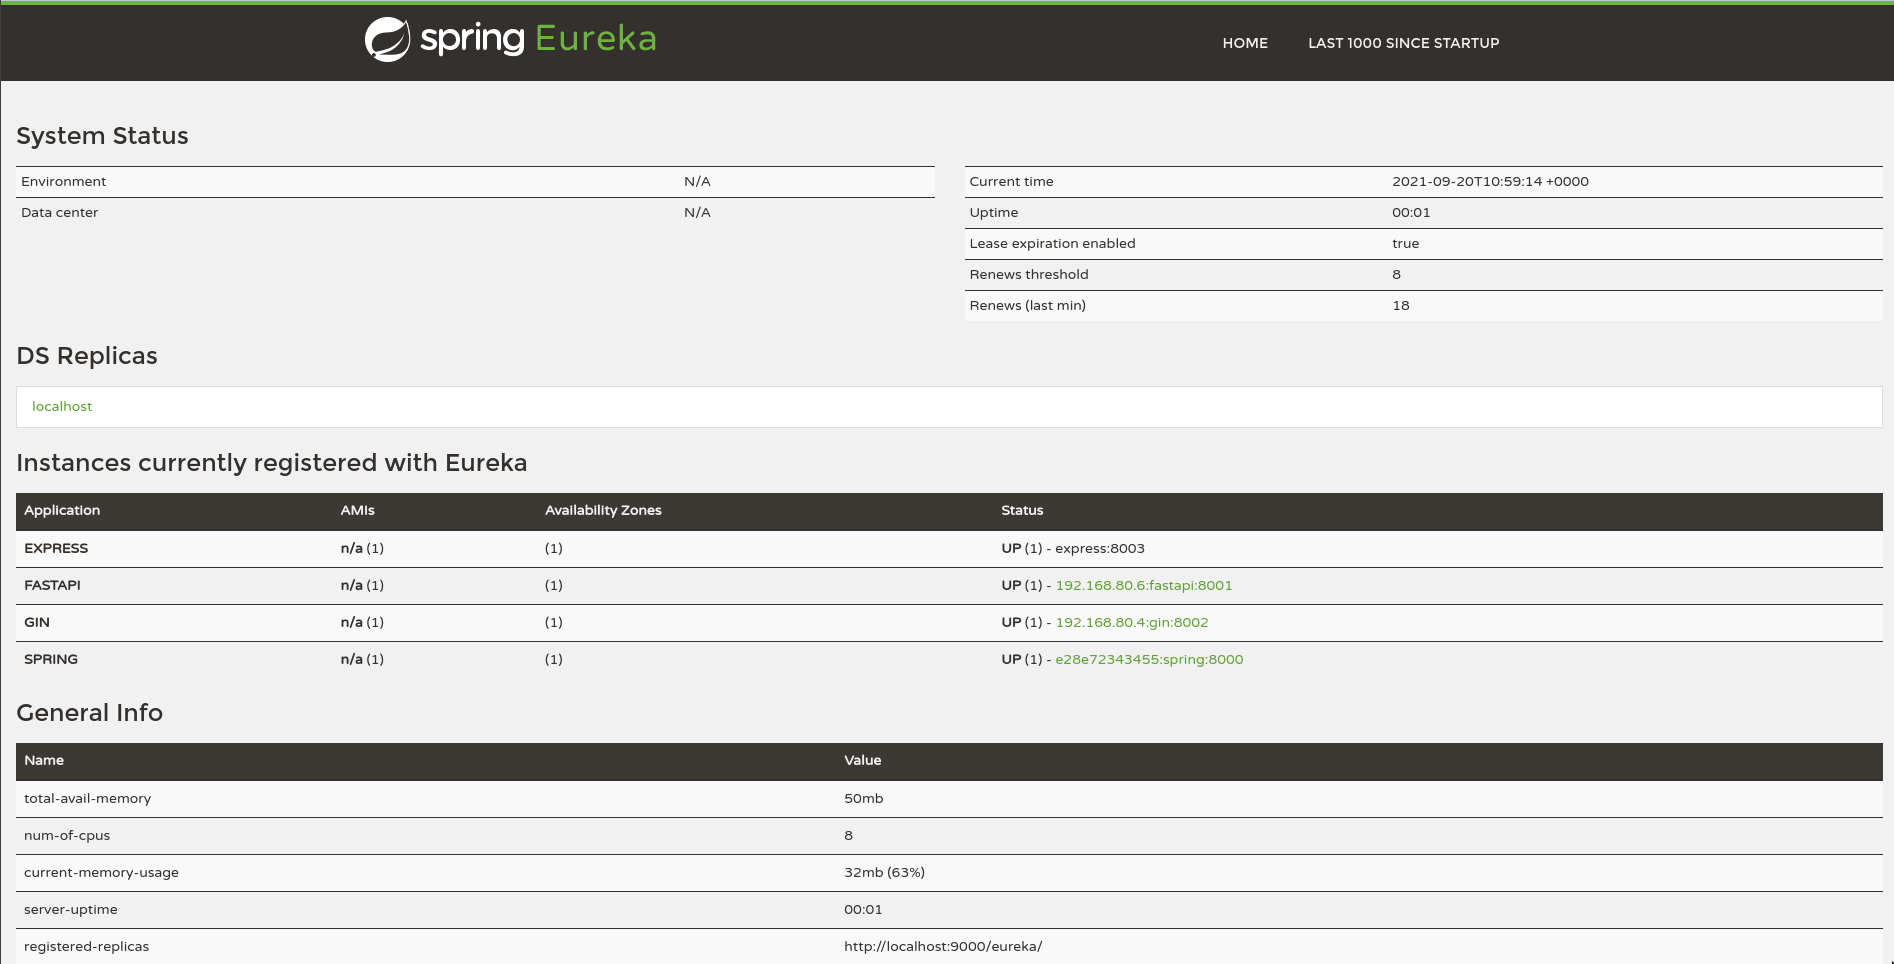 spring Eureka
HOME LAST 1000 SINCE STARTUP
System Status
Environment N/A
Data center N/A
Current time 2021-09-20T10:59:14 +0000
Uptime 00:01
Lease expiration enabled true
Renews threshold 8
Renews (last min) 18
DS Replicas
localhost
Instances currently registered with Eureka
Application AMIs Availability Zones Status
EXPRESS n/a (1) (1) UP (1) - express:8003
FASTAPI n/a (1) (1) UP (1) - 192.168.80.6:fastapi:8001
GIN n/a (1) (1) UP (1) - 192.168.80.4:gin:8002
SPRING n/a (1) (1) UP (1) - e28e72343455:spring:8000
General Info
Name Value
total-avail-memory 50mb
num-of-cpus 8
current-memory-usage 32mb (63%)
server-uptime 00:01
registered-replicas http://localhost:9000/eureka/